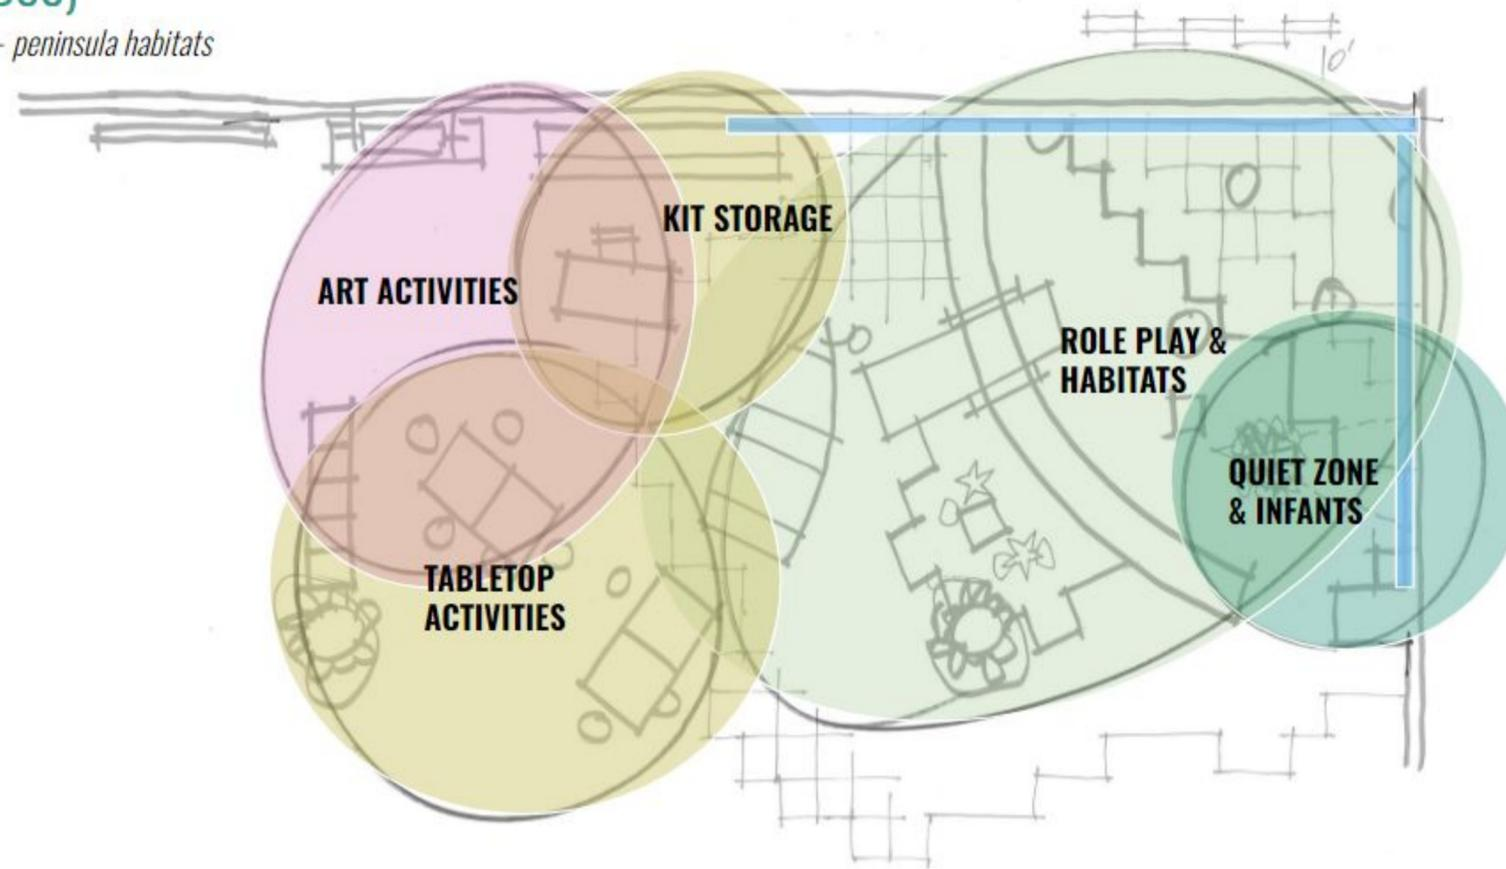 - peninsula habitats
10'
KIT STORAGE
ART ACTIVITIES
ROLE PLAY &
HABITATS
QUIET ZONE
& INFANTS
TABLETOP
ACTIVITIES